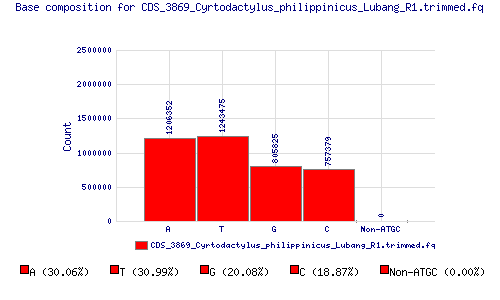 Base composition for CDS_3869_Cyrtodactylus_philippinicus_Lubang_R1.trimmed.fq
2500000
2000000
1500000
1000000
500000
0
Count
1206352
1243475
805825
757379
0
A T G C Non-ATGC
CDS_3869_Cyrtodactylus_philippinicus_Lubang_R1.trimmed.fq
A (30.06%) T (30.99%) G (20.08%) C (18.87%) Non-ATGC (0.00%)